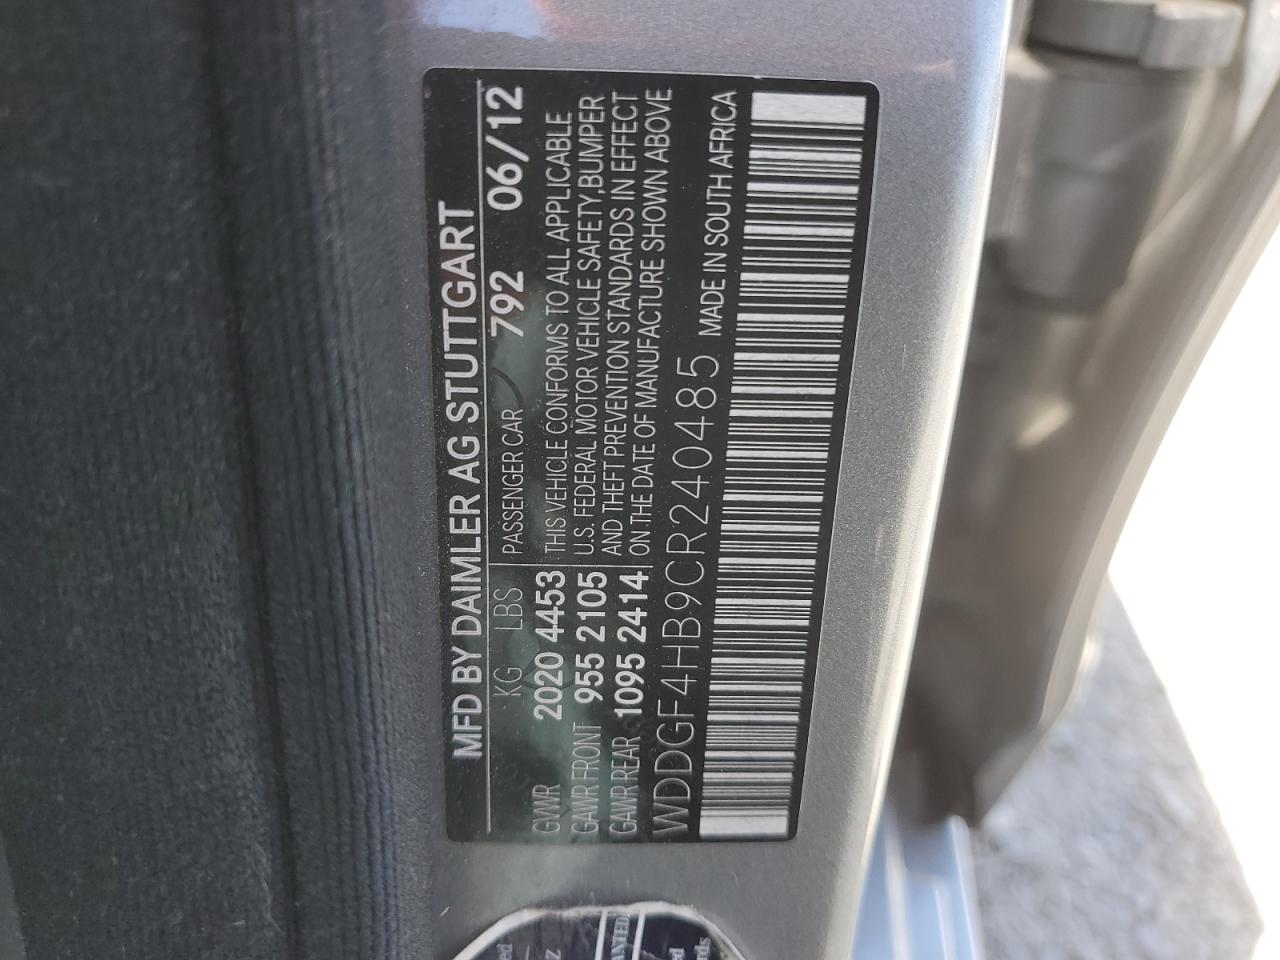 MFD BY DAIMLER AG STUTTGART
KG LBS PASSENGER CAR 792 06/12
GVWR 2020 4453 THIS VEHICLE CONFORMS TO ALL APPLICABLE
GAWR FRONT 955 2105 U.S. FEDERAL MOTOR VEHICLE SAFETY, BUMPER
GAWR REAR 1095 2414 AND THEFT PREVENTION STANDARDS IN EFFECT
ON THE DATE OF MANUFACTURE SHOWN ABOVE
WDDGF4HB9CR240485 MADE IN SOUTH AFRICA